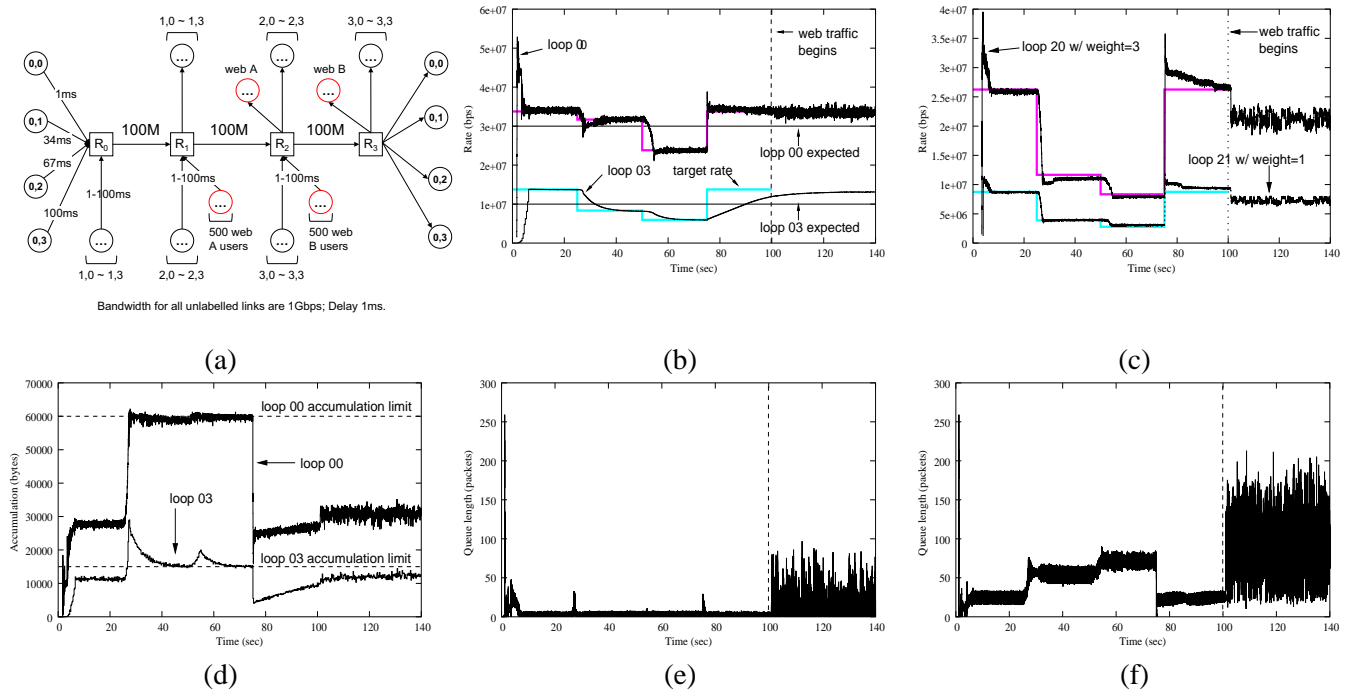 1,0 ~ 1,3
2,0 ~ 2,3
3,0 ~ 3,3
...
...
...
web A
web B
...
...
0,0
0,1
0,2
0,3
1ms
34ms
67ms
100ms
100M
100M
100M
R0
R1
R2
R3
0,0
0,1
0,2
0,3
1-100ms
1-100ms
1-100ms
...
...
...
...
...
500 web
A users
500 web
B users
1,0 ~ 1,3
2,0 ~ 2,3
3,0 ~ 3,3
Bandwidth for all unlabelled links are 1Gbps; Delay 1ms.
(a)
6e+07
5e+07
4e+07
3e+07
2e+07
1e+07
0
Rate (bps)
loop 00
web traffic
begins
loop 00 expected
loop 03
target rate
loop 03 expected
0 20 40 60 80 100 120 140
Time (sec)
(b)
4e+07
3.5e+07
3e+07
2.5e+07
2e+07
1.5e+07
1e+07
5e+06
0
Rate (bps)
loop 20 w/ weight=3
web traffic
begins
loop 21 w/ weight=1
0 20 40 60 80 100 120 140
Time (sec)
(c)
70000
60000
50000
40000
30000
20000
10000
0
Accumulation (bytes)
loop 00 accumulation limit
loop 00
loop 03
loop 03 accumulation limit
0 20 40 60 80 100 120 140
Time (sec)
(d)
300
250
200
150
100
50
0
Queue length (packets)
0 20 40 60 80 100 120 140
Time (sec)
(e)
300
250
200
150
100
50
0
Queue length (packets)
0 20 40 60 80 100 120 140
Time (sec)
(f)